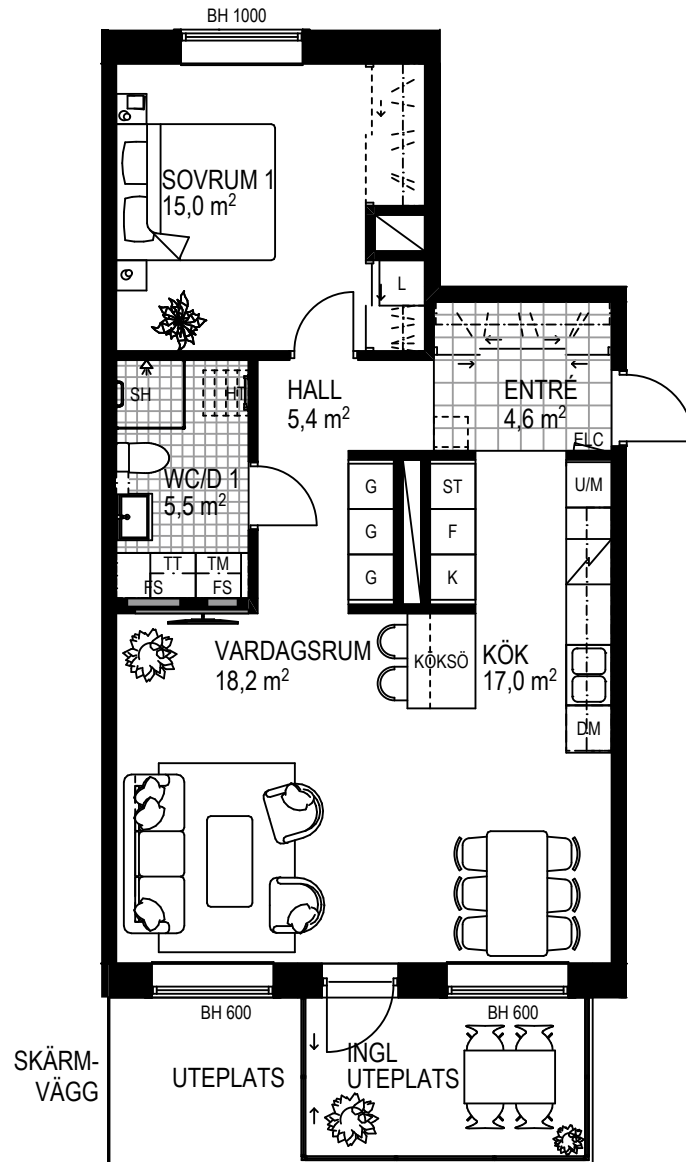 BH 1000
SOVRUM 1
15,0 m²
L
HALL
5,4 m²
ENTRÉ
4,6 m²
ELC
SH
HT
WC/D 1
5,5 m²
G
ST
U/M
G
F
G
K
TT
TM
FS
FS
VARDAGSRUM
18,2 m²
KÖKSÖ
KÖK
17,0 m²
DM
BH 600
BH 600
SKÄRM-
VÄGG
UTEPLATS
INGL
UTEPLATS